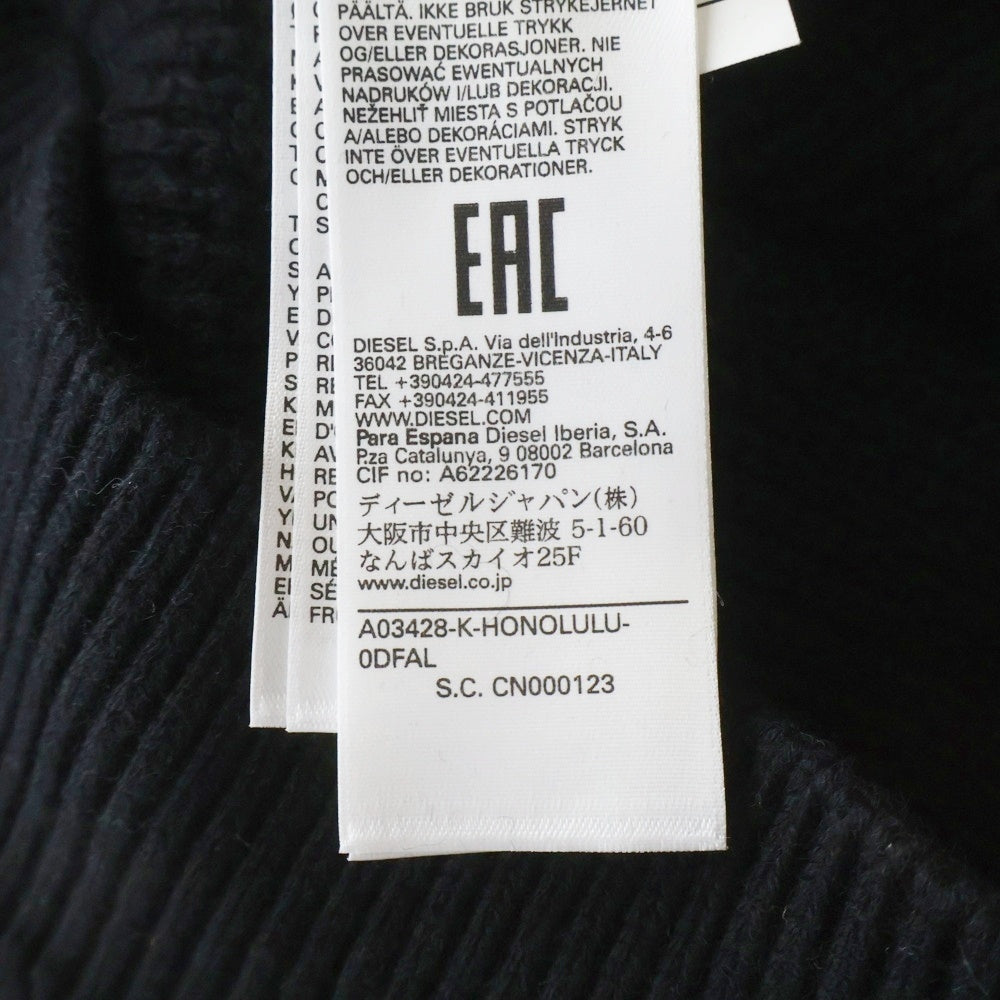 PÄÄLTÄ. IKKE BRUK STRYKEJERNET
OVER EVENTUELLE TRYKK
OG/ELLER DEKORASJONER. NIE
PRASOWAĆ EWENTUALNYCH
NADRUKÓW I/LUB DEKORACJI.
NEŽEHLIŤ MIESTA S POTLAČOU
A/ALEBO DEKORÁCIAMI. STRYK
INTE ÖVER EVENTUELLA TRYCK
OCH/ELLER DEKORATIONER.
EAC
DIESEL S.p.A. Via dell'Industria, 4-6
36042 BREGANZE-VICENZA-ITALY
TEL +390424-477555
FAX +390424-411955
WWW.DIESEL.COM
Para Espana Diesel Iberia, S.A.
P.za Catalunya, 9 08002 Barcelona
CIF no: A62226170
ディーゼルジャパン(株)
大阪市中央区難波 5-1-60
なんばスカイオ25F
www.diesel.co.jp
A03428-K-HONOLULU-
0DFAL
S.C. CN000123